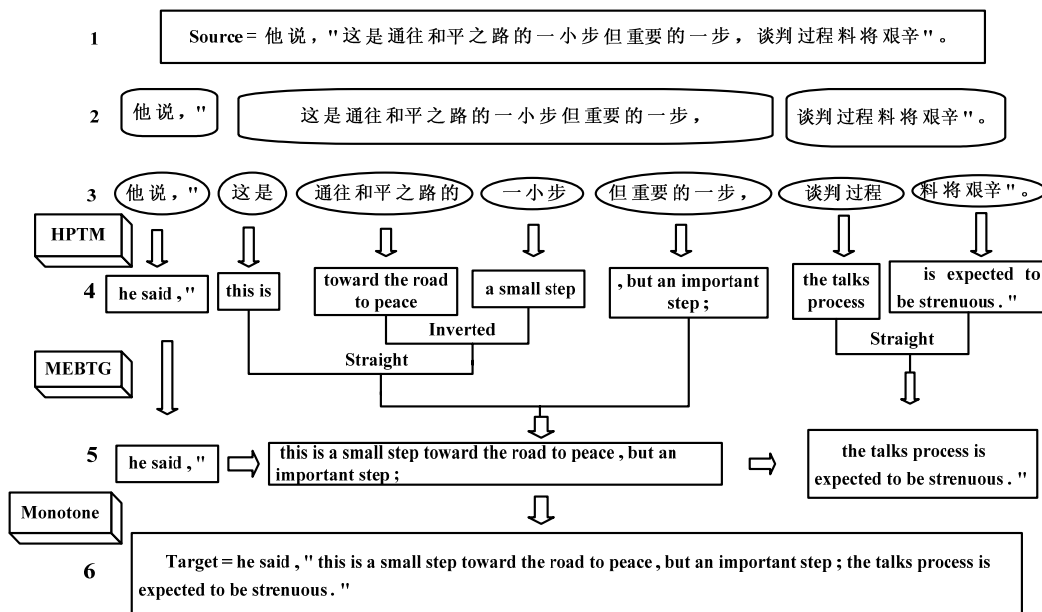 1 Source = 他说，"这是通往和平之路的一小步但重要的一步，谈判过程料将艰辛"。
2 他说，" 这是通往和平之路的一小步但重要的一步， 谈判过程料将艰辛"。
3 他说，" 这是 通往和平之路的 一小步 但重要的一步， 谈判过程 料将艰辛"。
HPTM
4 he said , " this is toward the road to peace a small step , but an important step ; the talks process is expected to be strenuous . "
Inverted
Straight
Straight
MEBTG
5 he said , " this is a small step toward the road to peace , but an important step ; the talks process is expected to be strenuous . "
Monotone
6 Target = he said , " this is a small step toward the road to peace , but an important step ; the talks process is
expected to be strenuous . "